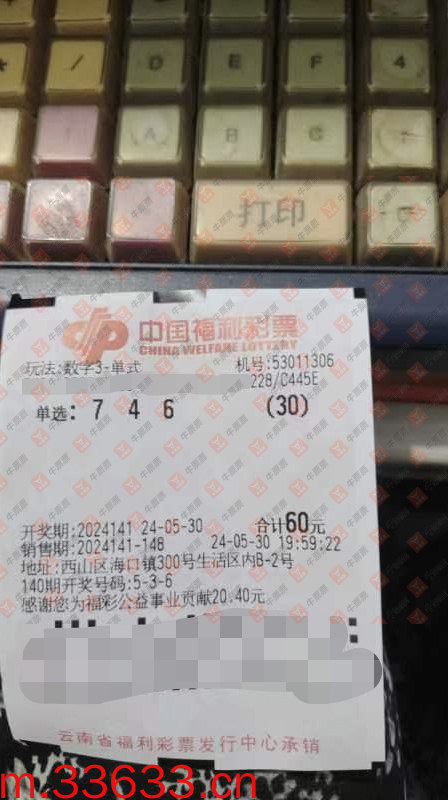 / D E F 4
A B C
打印
中国福利彩票
CHINA WELFARE LOTTERY
玩法:数字3-单式 机号:53011306
228/C445E
单选: 7 4 6 (30)
开奖期:2024141 24-05-30 合计60元
销售期:2024141-148 24-05-30 19:59:22
地址:西山区海口镇300号生活区内B-2号
140期开奖号码:5-3-6
感谢您为福彩公益事业贡献20.40元
云南省福利彩票发行中心承销
m.33633.cn